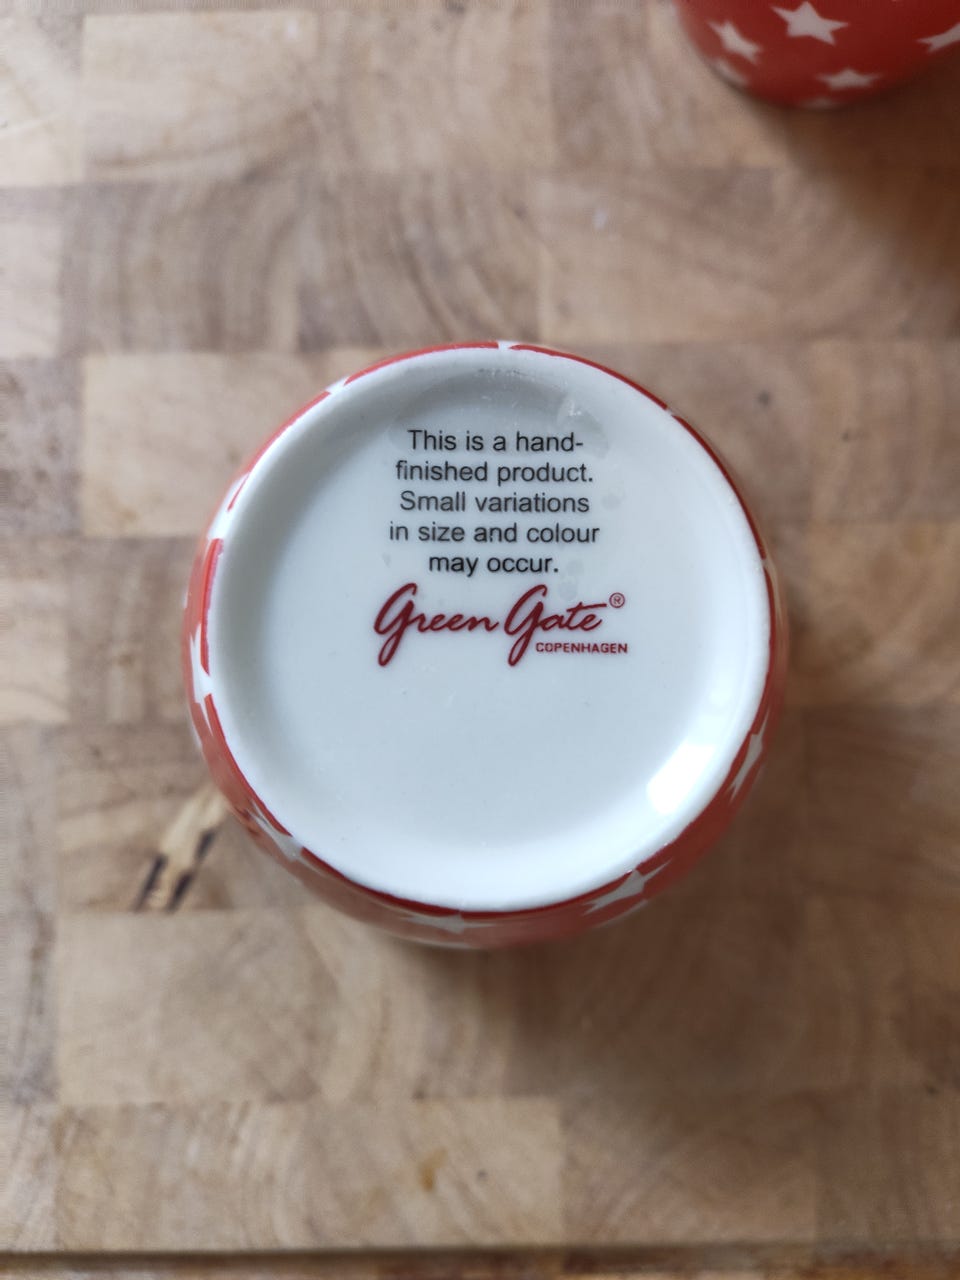 This is a hand-
finished product.
Small variations
in size and colour
may occur.
Green Gate®
COPENHAGEN